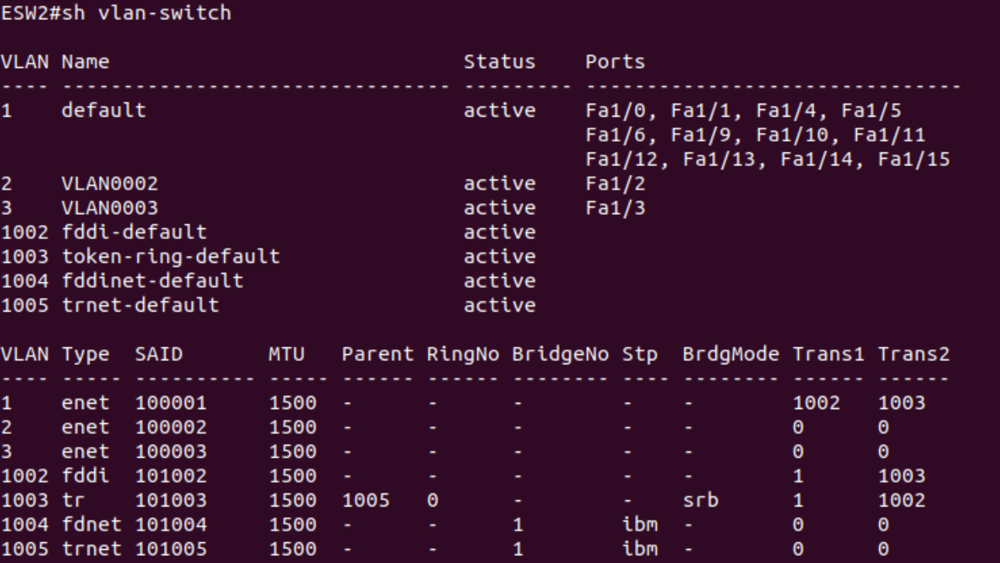 ESW2#sh vlan-switch

VLAN Name                             Status    Ports
---- -------------------------------- --------- -------------------------------
1    default                          active    Fa1/0, Fa1/1, Fa1/4, Fa1/5
                                                Fa1/6, Fa1/9, Fa1/10, Fa1/11
                                                Fa1/12, Fa1/13, Fa1/14, Fa1/15
2    VLAN0002                         active    Fa1/2
3    VLAN0003                         active    Fa1/3
1002 fddi-default                     active
1003 token-ring-default               active
1004 fddinet-default                  active
1005 trnet-default                    active

VLAN Type  SAID       MTU   Parent RingNo BridgeNo Stp  BrdgMode Trans1 Trans2
---- ----- ---------- ----- ------ ------ -------- ---- -------- ------ ------
1    enet  100001     1500  -      -      -        -    -        1002   1003
2    enet  100002     1500  -      -      -        -    -        0      0
3    enet  100003     1500  -      -      -        -    -        0      0
1002 fddi  101002     1500  -      -      -        -    -        1      1003
1003 tr    101003     1500  1005   0      -        -    srb      1      1002
1004 fdnet 101004     1500  -      -      1        ibm  -        0      0
1005 trnet 101005     1500  -      -      1        ibm  -        0      0